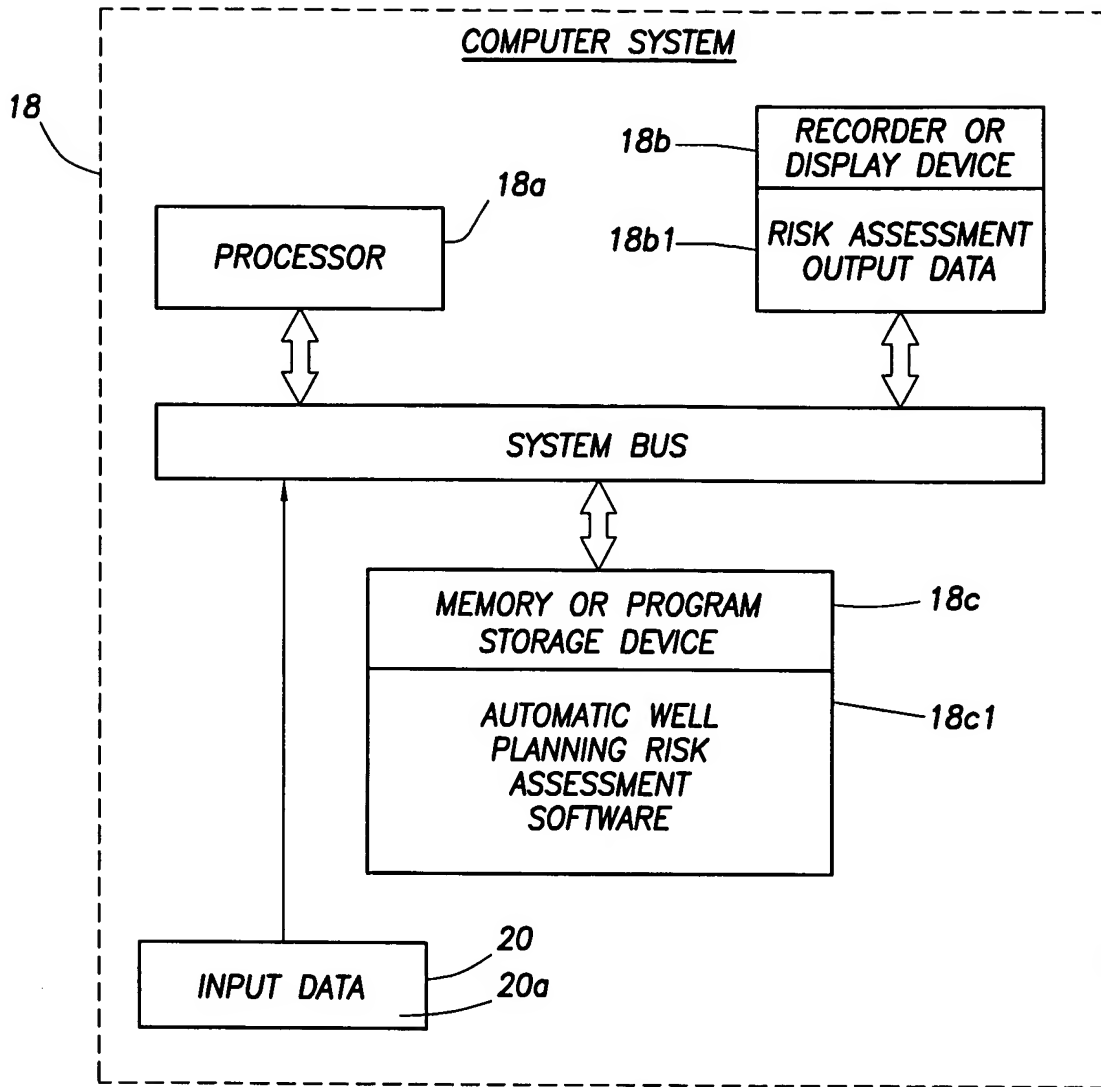 COMPUTER SYSTEM
18
18b
RECORDER OR
DISPLAY DEVICE
18a
PROCESSOR
18b1
RISK ASSESSMENT
OUTPUT DATA
SYSTEM BUS
MEMORY OR PROGRAM
STORAGE DEVICE
18c
AUTOMATIC WELL
PLANNING RISK
ASSESSMENT
SOFTWARE
18c1
INPUT DATA
20
20a